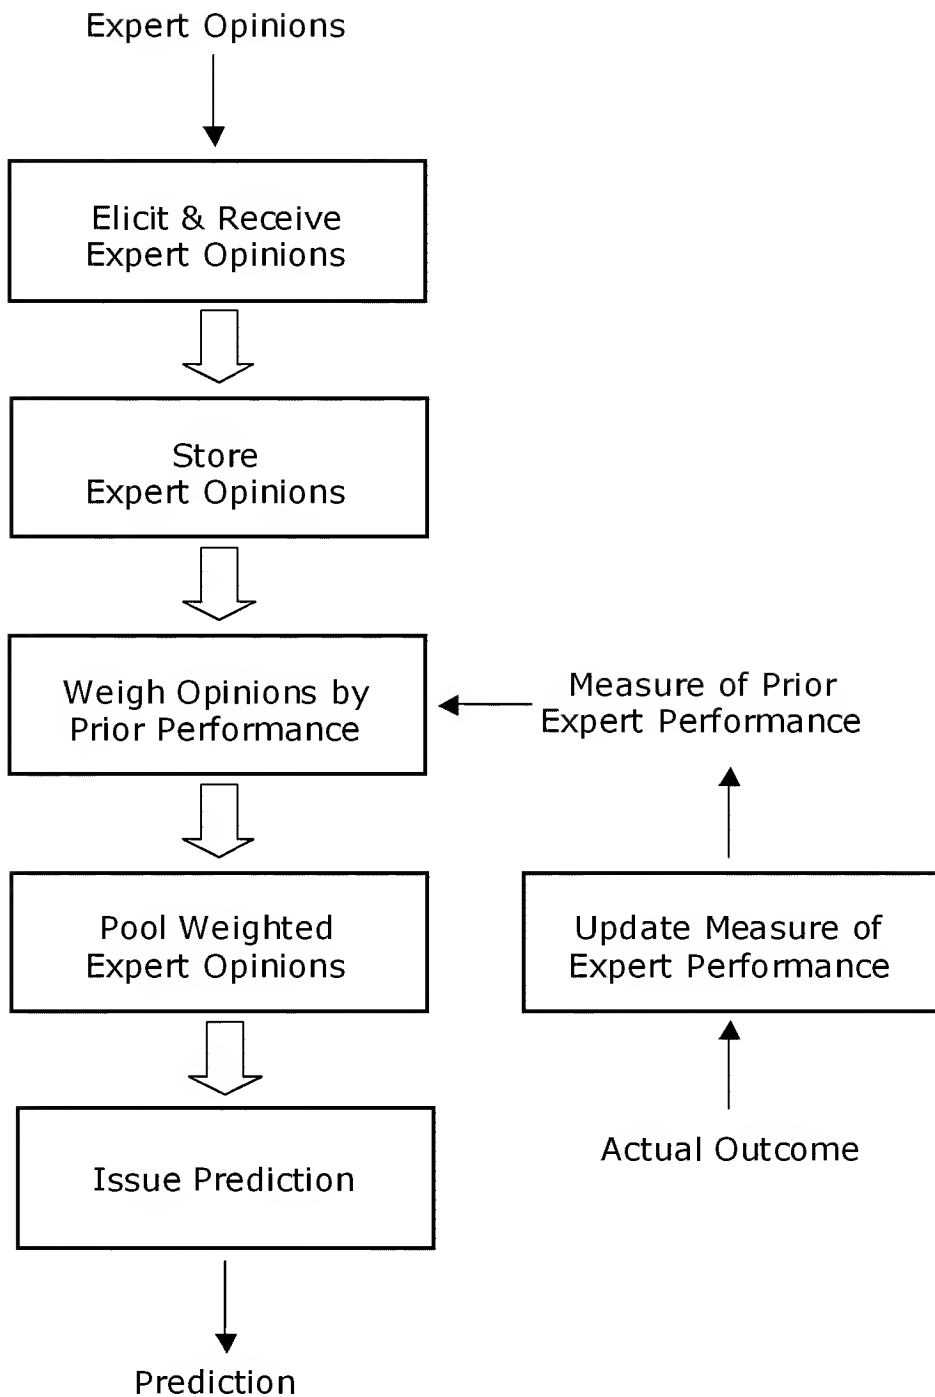 Expert Opinions
Elicit & Receive
Expert Opinions
Store
Expert Opinions
Weigh Opinions by
Prior Performance
Measure of Prior
Expert Performance
Pool Weighted
Expert Opinions
Update Measure of
Expert Performance
Issue Prediction
Actual Outcome
Prediction